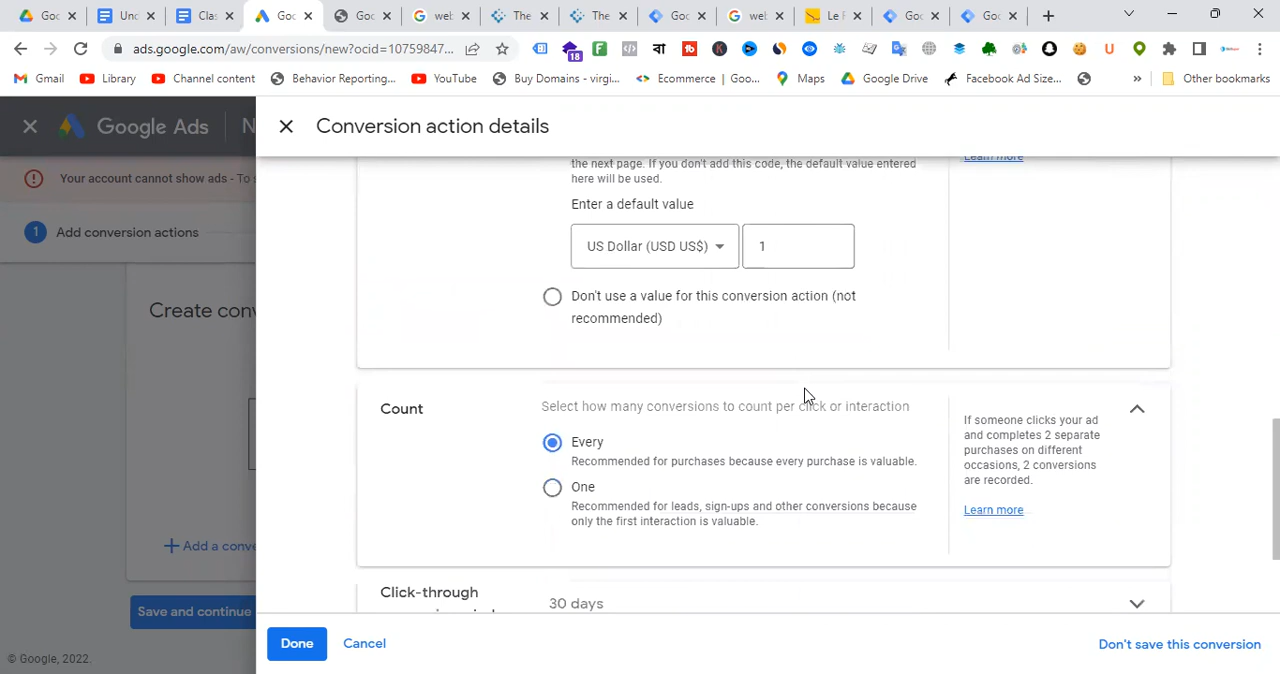 Goo
Unc
Clas
Goo
Goo
web
The
The
Goo
web
Le F
Goo
Goo
ads.google.com/aw/conversions/new?ocid=10759847...
18
Gmail
Library
Channel content
Behavior Reporting...
YouTube
Buy Domains - virgi...
Ecommerce | Goo...
Maps
Google Drive
Facebook Ad Size...
»
Other bookmarks
Google Ads
N
Conversion action details
Your account cannot show ads - To s
1 Add conversion actions
Create conv
Add a conve
Save and continue
© Google, 2022.
the next page. If you don't add this code, the default value entered
here will be used.
Learn more
Enter a default value
US Dollar (USD US$)
1
Don't use a value for this conversion action (not
recommended)
Count
Select how many conversions to count per click or interaction
Every
Recommended for purchases because every purchase is valuable.
One
Recommended for leads, sign-ups and other conversions because
only the first interaction is valuable.
If someone clicks your ad
and completes 2 separate
purchases on different
occasions, 2 conversions
are recorded.
Learn more
Click-through
30 days
Done
Cancel
Don't save this conversion